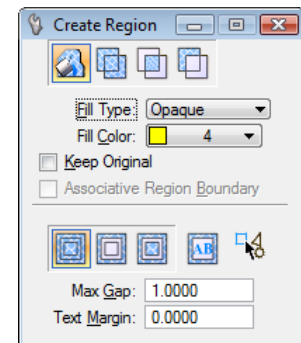 Create Region
Fill Type: Opaque
Fill Color: 4
Keep Original
Associative Region Boundary
AB
Max Gap: 1.0000
Text Margin: 0.0000